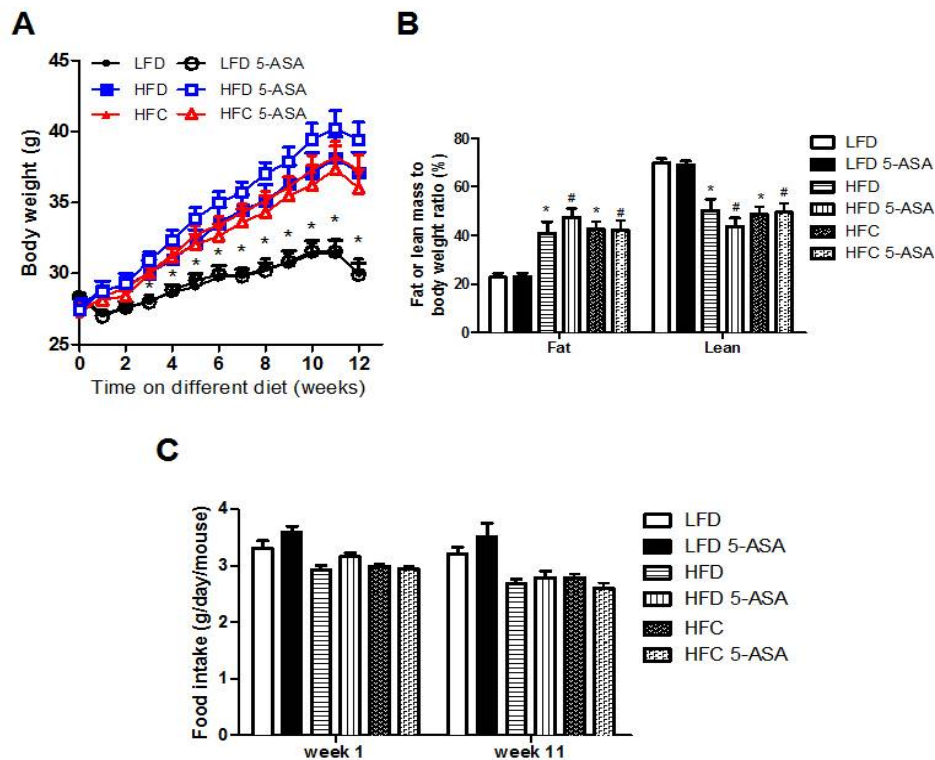 A
45
LFD LFD 5-ASA
HFD HFD 5-ASA
HFC HFC 5-ASA
40
35
30
25
Body weight (g)
* * * * * * * * * *
0 2 4 6 8 10 12
Time on different diet (weeks)
B
80
60
40
20
0
Fat or lean mass to
body weight ratio (%)
* # * # * # * #
Fat Lean
LFD
LFD 5-ASA
HFD
HFD 5-ASA
HFC
HFC 5-ASA
C
4
3
2
1
0
Food intake (g/day/mouse)
week 1 week 11
LFD
LFD 5-ASA
HFD
HFD 5-ASA
HFC
HFC 5-ASA